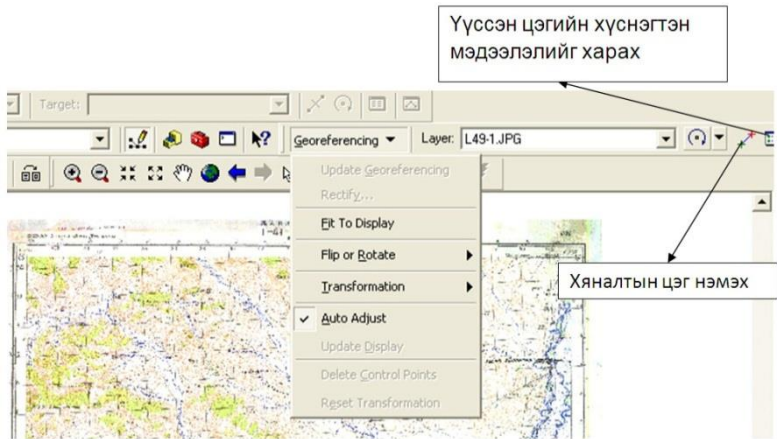 Үүссэн цэгийн хүснэгтэн
мэдээлэлийг харах
Target:
Georeferencing
Layer:
L49-1.JPG
Update Georeferencing
Rectify...
Fit To Display
Flip or Rotate
Transformation
Auto Adjust
Update Display
Delete Control Points
Reset Transformation
Хяналтын цэг нэмэх